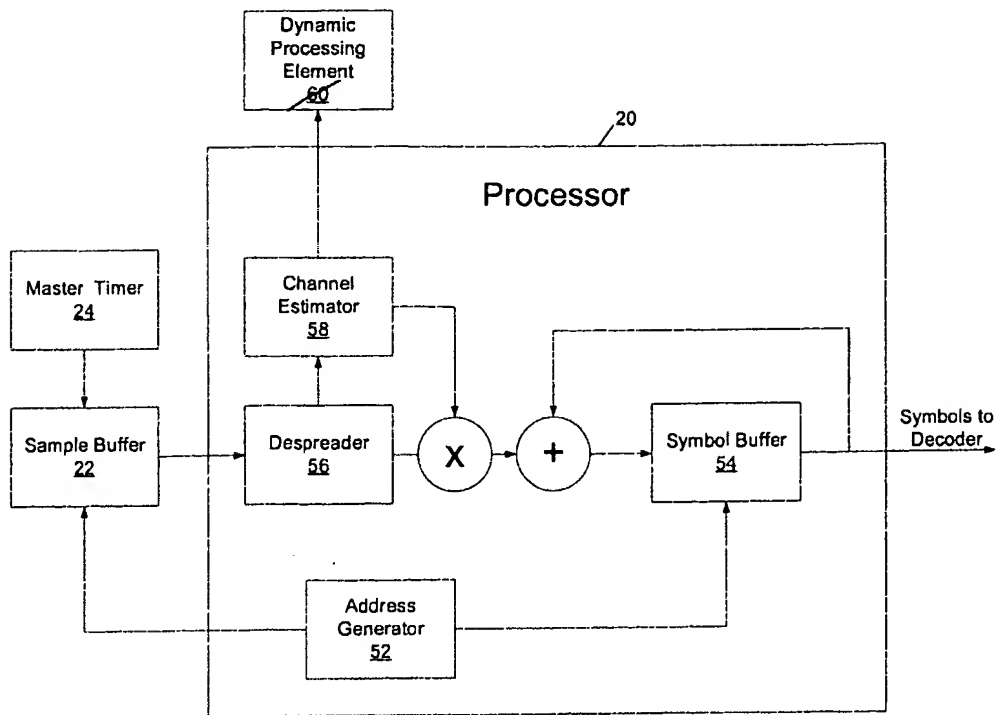 Dynamic
Processing
Element
60
20
Processor
Master Timer
24
Channel
Estimator
58
Sample Buffer
22
Despreader
56
X
+
Symbol Buffer
54
Symbols to
Decoder
Address
Generator
52